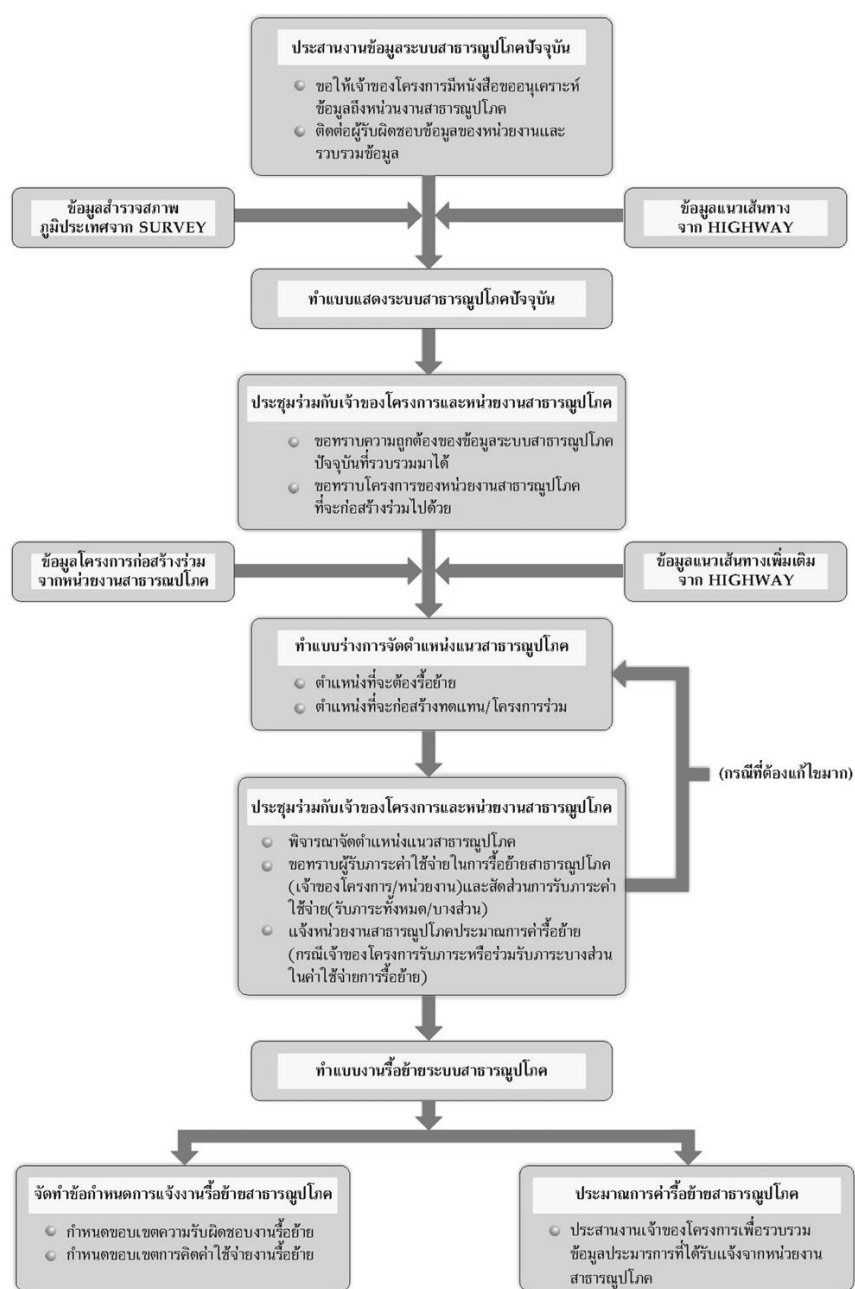 ประสานงานข้อมูลระบบสาธารณูปโภคปัจจุบัน
ขอให้เจ้าของโครงการมีหนังสือขออนุเคราะห์
ข้อมูลถึงหน่วนงานสาธารณูปโภค
ติดต่อผู้รับผิดชอบข้อมูลของหน่วยงานและ
รวบรวมข้อมูล
ข้อมูลสำรวจสภาพ
ภูมิประเทศจาก SURVEY
ข้อมูลแนวเส้นทาง
จาก HIGHWAY
ทำแบบแสดงระบบสาธารณูปโภคปัจจุบัน
ประชุมร่วมกับเจ้าของโครงการและหน่วยงานสาธารณูปโภค
ขอทราบความถูกต้องของข้อมูลระบบสาธารณูปโภค
ปัจจุบันที่รวบรวมมาได้
ขอทราบโครงการของหน่วยงานสาธารณูปโภค
ที่จะก่อสร้างร่วมไปด้วย
ข้อมูลโครงการก่อสร้างร่วม
จากหน่วยงานสาธารณปโภค
ข้อมูลแนวเส้นทางเพิ่มเติม
จาก HIGHWAY
ทำแบบร่างการจัดตำแหน่งแนวสาธารณูปโภค
ตำแหน่งที่จะต้องรื้อย้าย
ตำแหน่งที่จะก่อสร้างทดแทน/โครงการร่วม
(กรณีที่ต้องแก้ไขมาก)
ประชุมร่วมกับเจ้าของโครงการและหน่วยงานสาธารณูปโภค
พิจารณาจัดตำแหน่งแนวสาธารณูปโภค
ขอทราบผู้รับภาระค่าใช้จ่ายในการรื้อย้ายสาธารณูปโภค
(เจ้าของโครงการ/หน่วยงาน)และสัดส่วนการรับภาระค่า
ใช้จ่าย(รับภาระทั้งหมด/บางส่วน)
แจ้งหน่วยงานสาธารณูปโภคประมาณการค่ารื้อย้าย
(กรณีเจ้าของโครงการรับภาระหรือร่วมรับภาระบางส่วน
ในค่าใช้จ่ายการรื้อย้าย)
ทำแบบงานรื้อย้ายระบบสาธารณูปโภค
จัดทำข้อกำหนดการแจ้งงานรื้อย้ายสาธารณูปโภค
กำหนดขอบเขตความรับผิดชอบงานรื้อย้าย
กำหนดขอบเขตการคิดค่าใช้จ่ายงานรื้อย้าย
ประมาณการค่ารื้อย้ายสาธารณูปโภค
ประสานงานเจ้าของโครงการเพื่อรวบรวม
ข้อมูลประมารการที่ได้รับแจ้งจากหน่วยงาน
สาธารณูปโภค